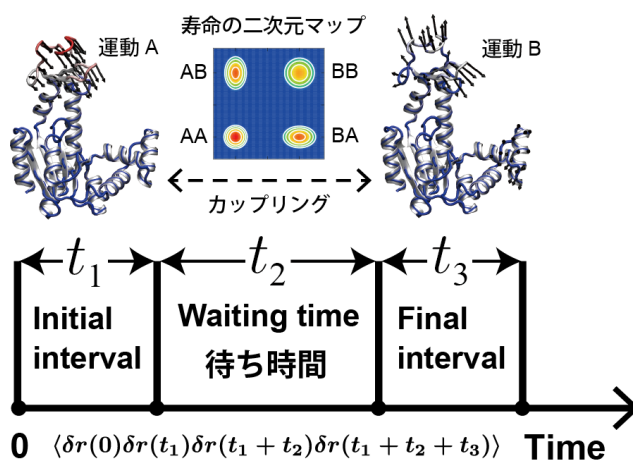 寿命の二次元マップ
運動 A
運動 B
AB
BB
AA
BA
カップリング
t₁
t₂
t₃
Initial
interval
Waiting time
待ち時間
Final
interval
0
⟨δr(0)δr(t₁)δr(t₁ + t₂)δr(t₁ + t₂ + t₃)⟩
Time